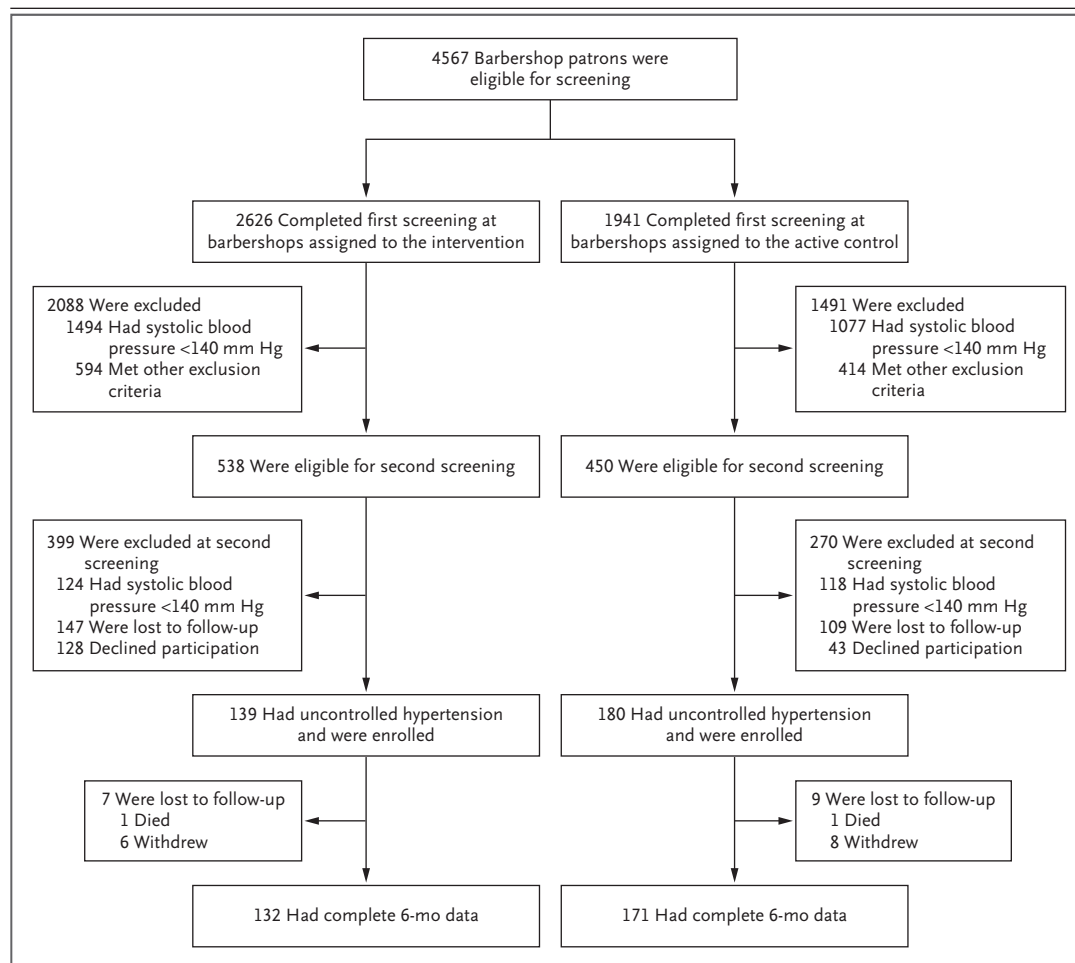 4567 Barbershop patrons were
eligible for screening
2626 Completed first screening at
barbershops assigned to the intervention
1941 Completed first screening at
barbershops assigned to the active control
2088 Were excluded
1494 Had systolic blood
pressure <140 mm Hg
594 Met other exclusion
criteria
1491 Were excluded
1077 Had systolic blood
pressure <140 mm Hg
414 Met other exclusion
criteria
538 Were eligible for second screening
450 Were eligible for second screening
399 Were excluded at second
screening
124 Had systolic blood
pressure <140 mm Hg
147 Were lost to follow-up
128 Declined participation
270 Were excluded at second
screening
118 Had systolic blood
pressure <140 mm Hg
109 Were lost to follow-up
43 Declined participation
139 Had uncontrolled hypertension
and were enrolled
180 Had uncontrolled hypertension
and were enrolled
7 Were lost to follow-up
1 Died
6 Withdrew
9 Were lost to follow-up
1 Died
8 Withdrew
132 Had complete 6-mo data
171 Had complete 6-mo data